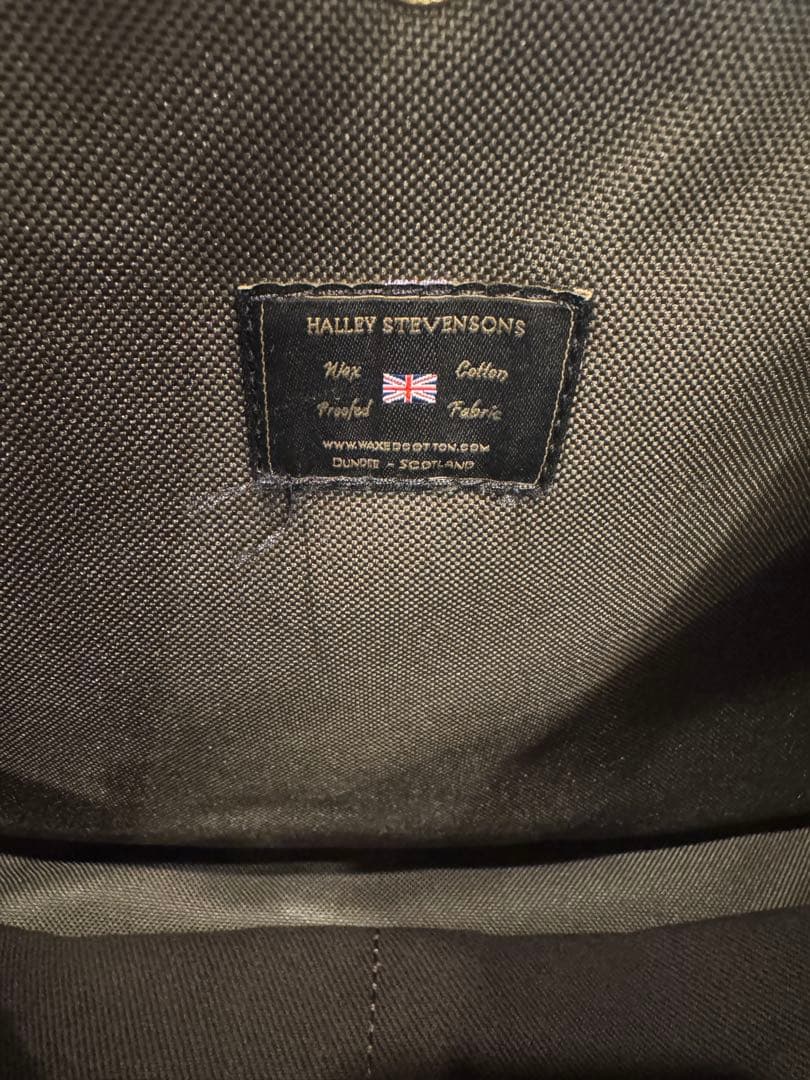 HALLEY STEVENSONS
Wax Cotton
Proofed Fabric
WWW.WAXEDCOTTON.COM
DUNDEE - SCOTLAND